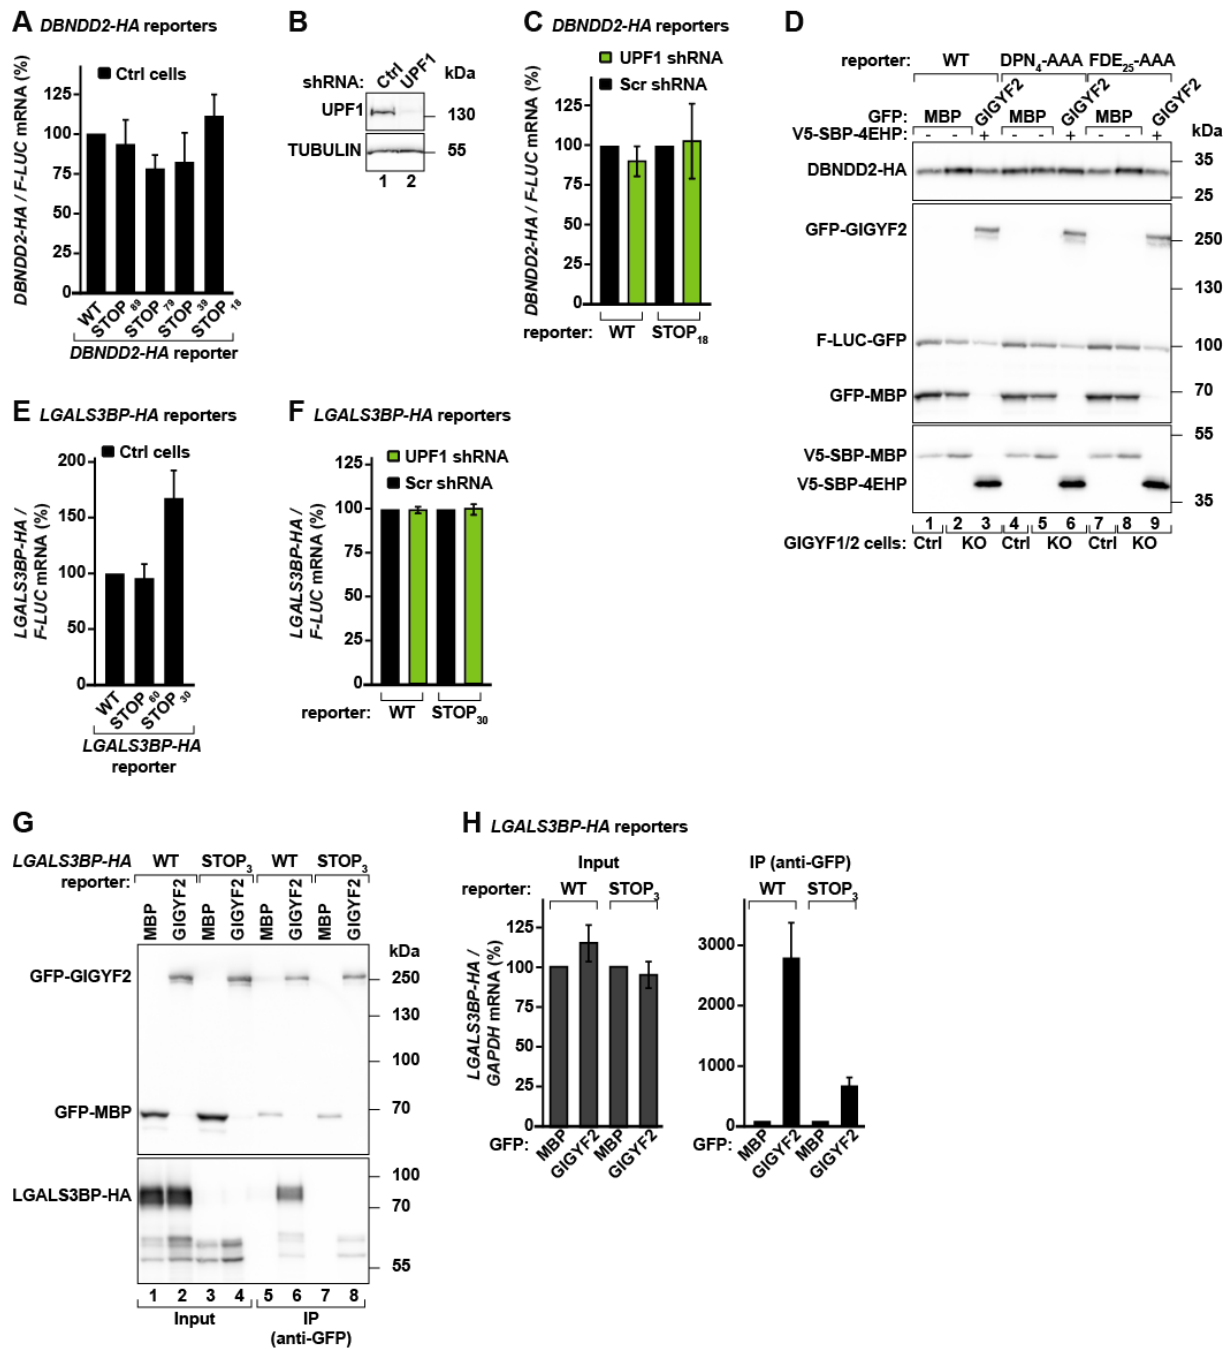 A DBNDD2-HA reporters
DBNDD2-HA / F-LUC mRNA (%)
Ctrl cells
125
100
75
50
25
0
WT
STOP89
STOP79
STOP39
STOP18
DBNDD2-HA reporter
B
shRNA: Ctrl UPF1 kDa
UPF1 130
TUBULIN 55
1 2
C DBNDD2-HA reporters
UPF1 shRNA
Scr shRNA
DBNDD2-HA / F-LUC mRNA (%)
125
100
75
50
25
0
reporter: WT STOP18
D
reporter: WT DPN4-AAA FDE25-AAA
GFP: MBP GIGYF2 MBP GIGYF2 MBP GIGYF2
V5-SBP-4EHP: - - + - - + - - +
kDa
DBNDD2-HA 35
25
GFP-GIGYF2 250
130
F-LUC-GFP 100
GFP-MBP 70
55
V5-SBP-MBP
V5-SBP-4EHP
35
1 2 3 4 5 6 7 8 9
GIGYF1/2 cells: Ctrl KO Ctrl KO Ctrl KO
E LGALS3BP-HA reporters
Ctrl cells
LGALS3BP-HA /
F-LUC mRNA (%)
200
150
100
50
0
WT
STOP60
STOP30
LGALS3BP-HA
reporter
F LGALS3BP-HA reporters
UPF1 shRNA
Scr shRNA
LGALS3BP-HA /
F-LUC mRNA (%)
125
100
75
50
25
0
reporter: WT STOP30
G
LGALS3BP-HA WT STOP3 WT STOP3
reporter:
MBP GIGYF2 MBP GIGYF2 MBP GIGYF2 MBP GIGYF2
kDa
GFP-GIGYF2 250
130
100
GFP-MBP 70
100
LGALS3BP-HA
70
55
1 2 3 4 5 6 7 8
Input IP
(anti-GFP)
H LGALS3BP-HA reporters
Input
reporter: WT STOP3
LGALS3BP-HA /
GAPDH mRNA (%)
125
100
75
50
25
0
GFP: MBP GIGYF2 MBP GIGYF2
IP (anti-GFP)
WT STOP3
3000
2000
1000
0
MBP GIGYF2 MBP GIGYF2